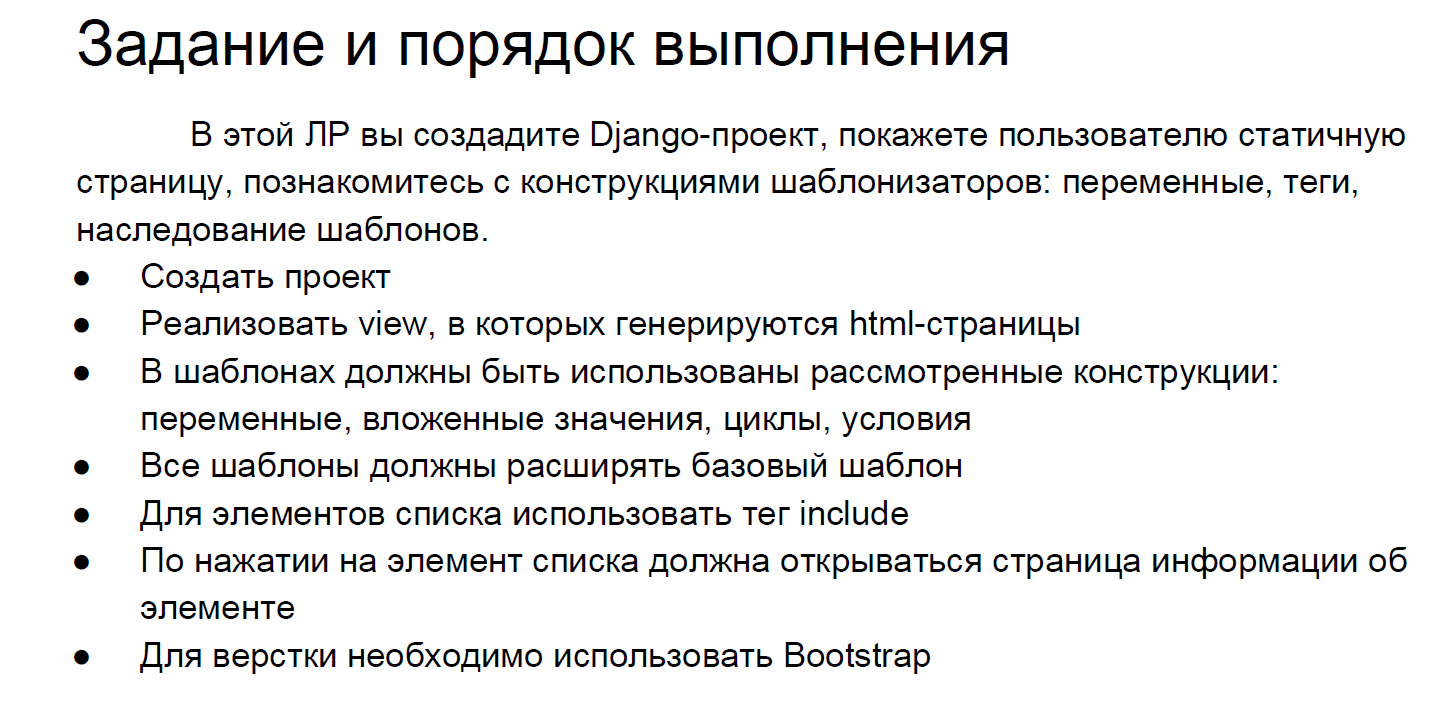 Задание и порядок выполнения
В этой ЛР вы создадите Django-проект, покажете пользователю статичную
страницу, познакомитесь с конструкциями шаблонизаторов: переменные, теги,
наследование шаблонов.
● Создать проект
● Реализовать view, в которых генерируются html-страницы
● В шаблонах должны быть использованы рассмотренные конструкции:
переменные, вложенные значения, циклы, условия
● Все шаблоны должны расширять базовый шаблон
● Для элементов списка использовать тег include
● По нажатии на элемент списка должна открываться страница информации об
элементе
● Для верстки необходимо использовать Bootstrap